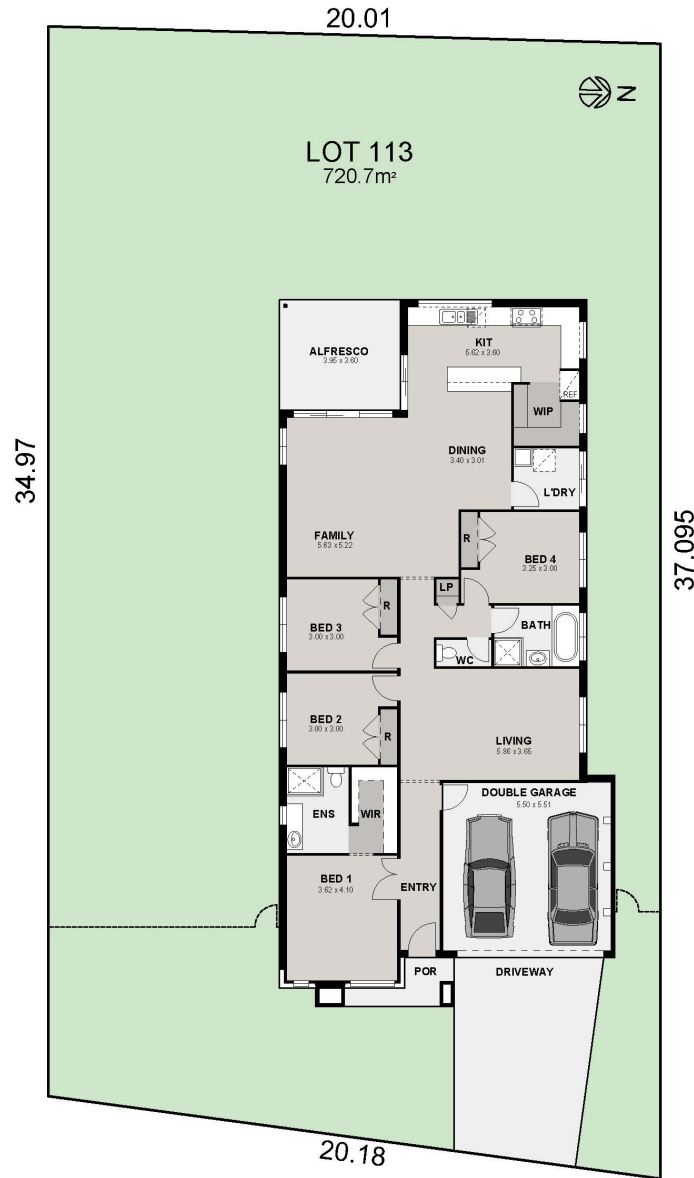 20.01
N
LOT 113
720.7m²
34.97
37.095
ALFRESCO
3.95 x 3.60
KIT
5.62 x 3.60
REF
WIP
DINING
3.40 x 3.01
L'DRY
FAMILY
5.63 x 5.22
R
BED 4
3.25 x 3.00
LP
BED 3
3.00 x 3.00
R
BATH
WC
BED 2
3.00 x 3.00
R
LIVING
5.86 x 3.65
ENS
WIR
DOUBLE GARAGE
5.50 x 5.51
BED 1
3.62 x 4.10
ENTRY
POR
DRIVEWAY
20.18